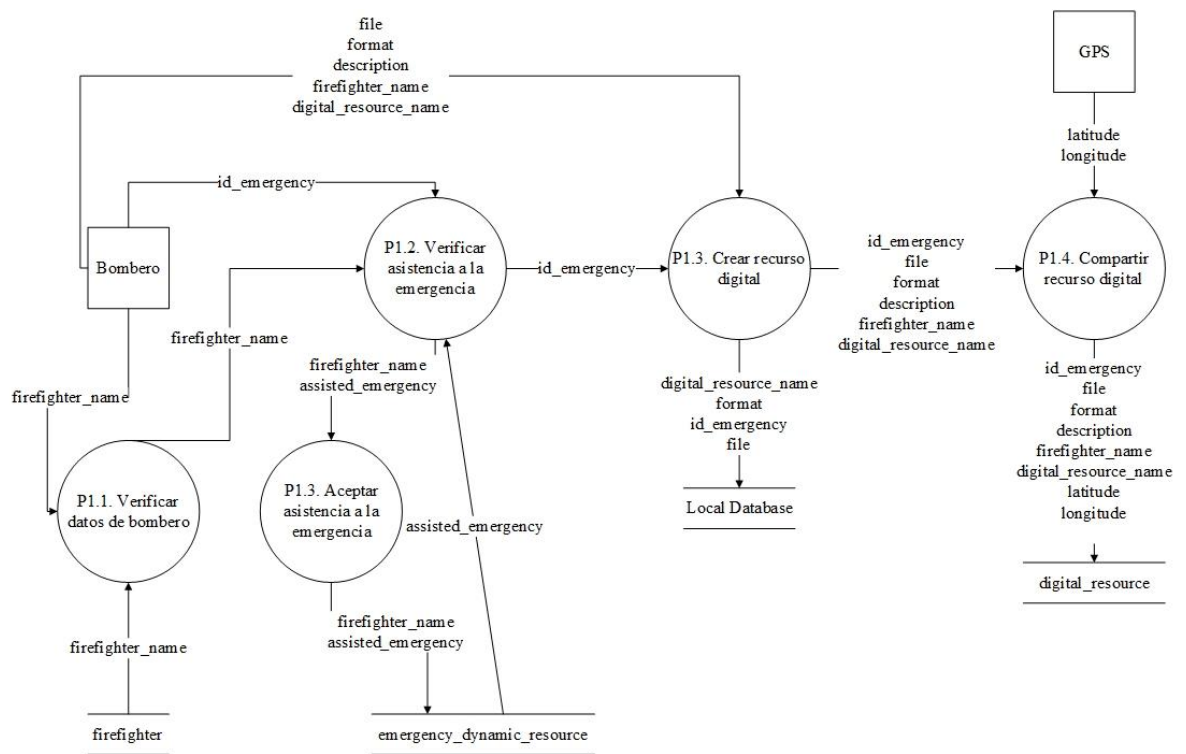 file
format
description
firefighter_name
digital_resource_name
GPS
latitude
longitude
id_emergency
Bombero
P1.2. Verificar
asistencia a la
emergencia
id_emergency
P1.3. Crear recurso
digital
id_emergency
file
format
description
firefighter_name
digital_resource_name
P1.4. Compartir
recurso digital
firefighter_name
firefighter_name
firefighter_name
assisted_emergency
digital_resource_name
format
id_emergency
file
id_emergency
file
format
description
firefighter_name
digital_resource_name
latitude
longitude
P1.1. Verificar
datos de bombero
P1.3. Aceptar
asistencia a la
emergencia
assisted_emergency
Local Database
digital_resource
firefighter_name
firefighter_name
assisted_emergency
firefighter
emergency_dynamic_resource